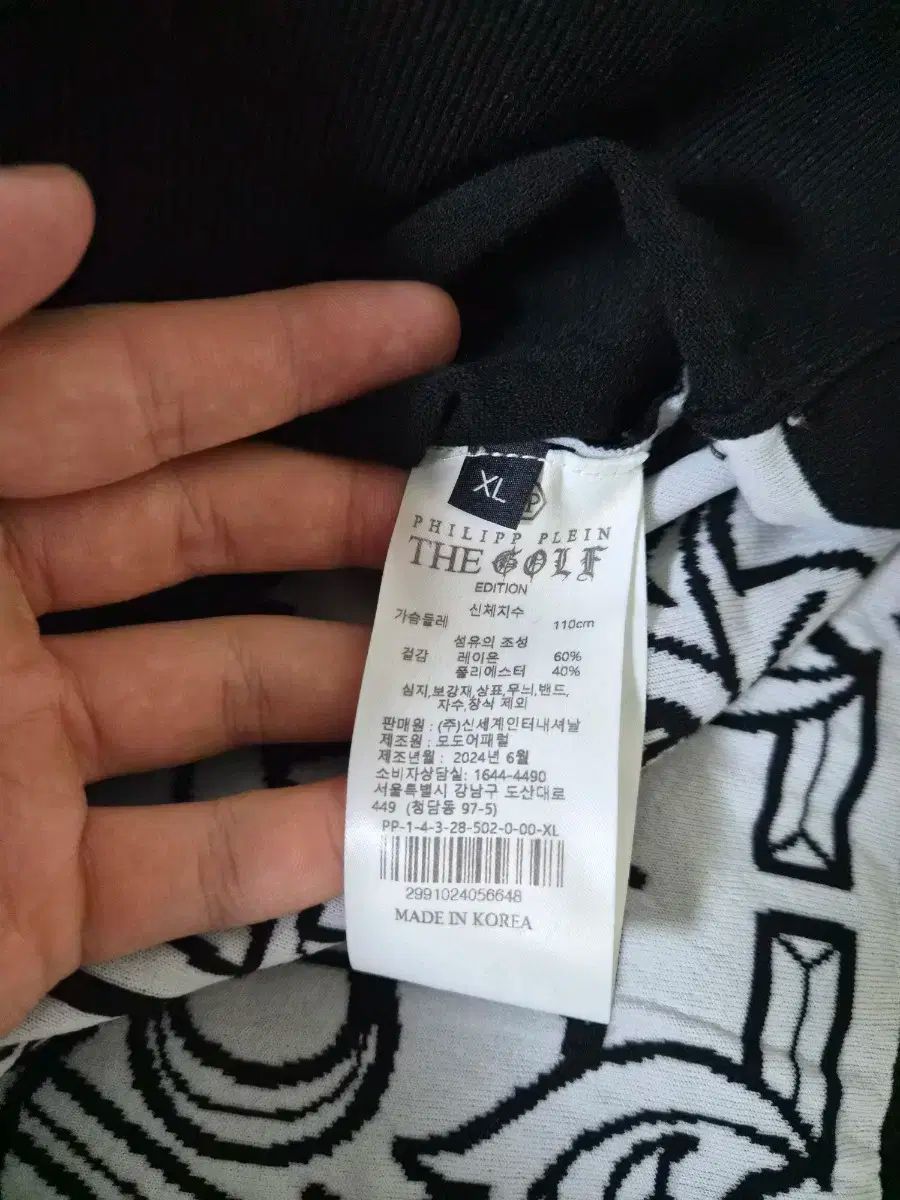 XL
P
PHILIPP PLEIN
THE GOLF
EDITION
신체치수
가슴둘레 110cm
섬유의 조성
겉감 레이온 60%
폴리에스터 40%
심지,보강재,상표,무늬,밴드,
자수,장식 제외
판매원 : (주)신세계인터내셔날
제조원 : 모도어패럴
제조년월 : 2024년 6월
소비자상담실: 1644-4490
서울특별시 강남구 도산대로
449 (청담동 97-5)
PP-1-4-3-28-502-0-00-XL
2991024056648
MADE IN KOREA